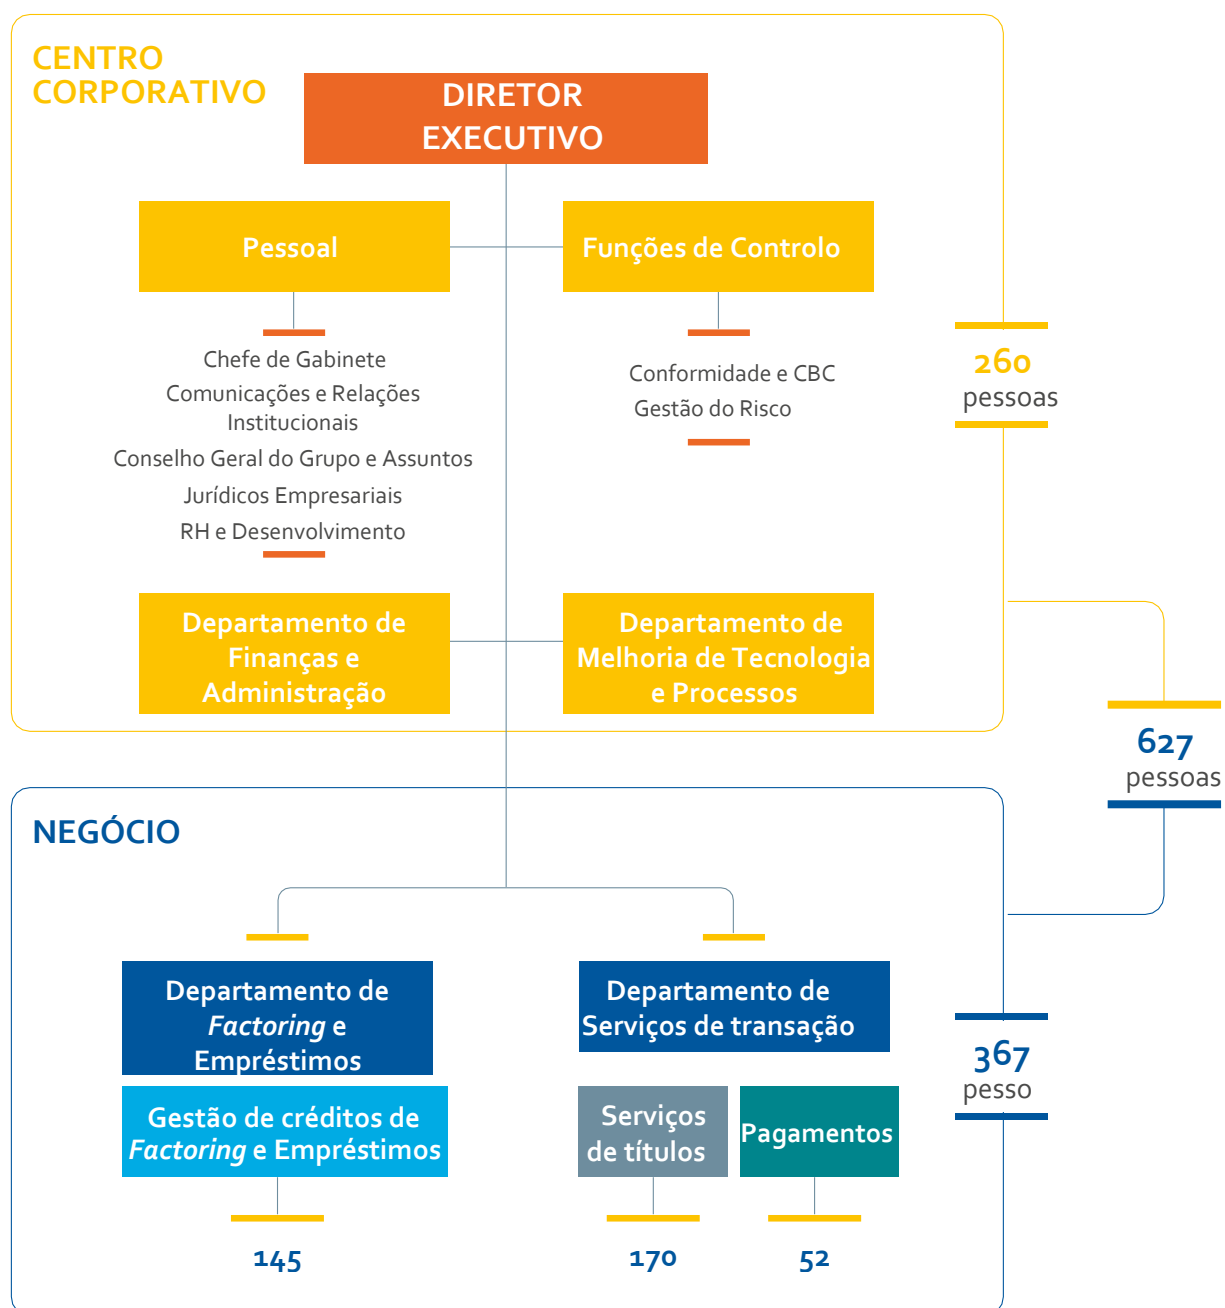 CENTRO
CORPORATIVO
DIRETOR
EXECUTIVO
Pessoal
Funções de Controlo
Chefe de Gabinete
Comunicações e Relações
Institucionais
Conselho Geral do Grupo e Assuntos
Jurídicos Empresariais
RH e Desenvolvimento
Conformidade e CBC
Gestão do Risco
260
pessoas
Departamento de
Finanças e
Administração
Departamento de
Melhoria de Tecnologia
e Processos
627
pessoas
NEGÓCIO
Departamento de
Factoring e
Empréstimos
Departamento de
Serviços de transação
367
pesso
Gestão de créditos de
Factoring e Empréstimos
Serviços
de títulos
Pagamentos
145
170
52